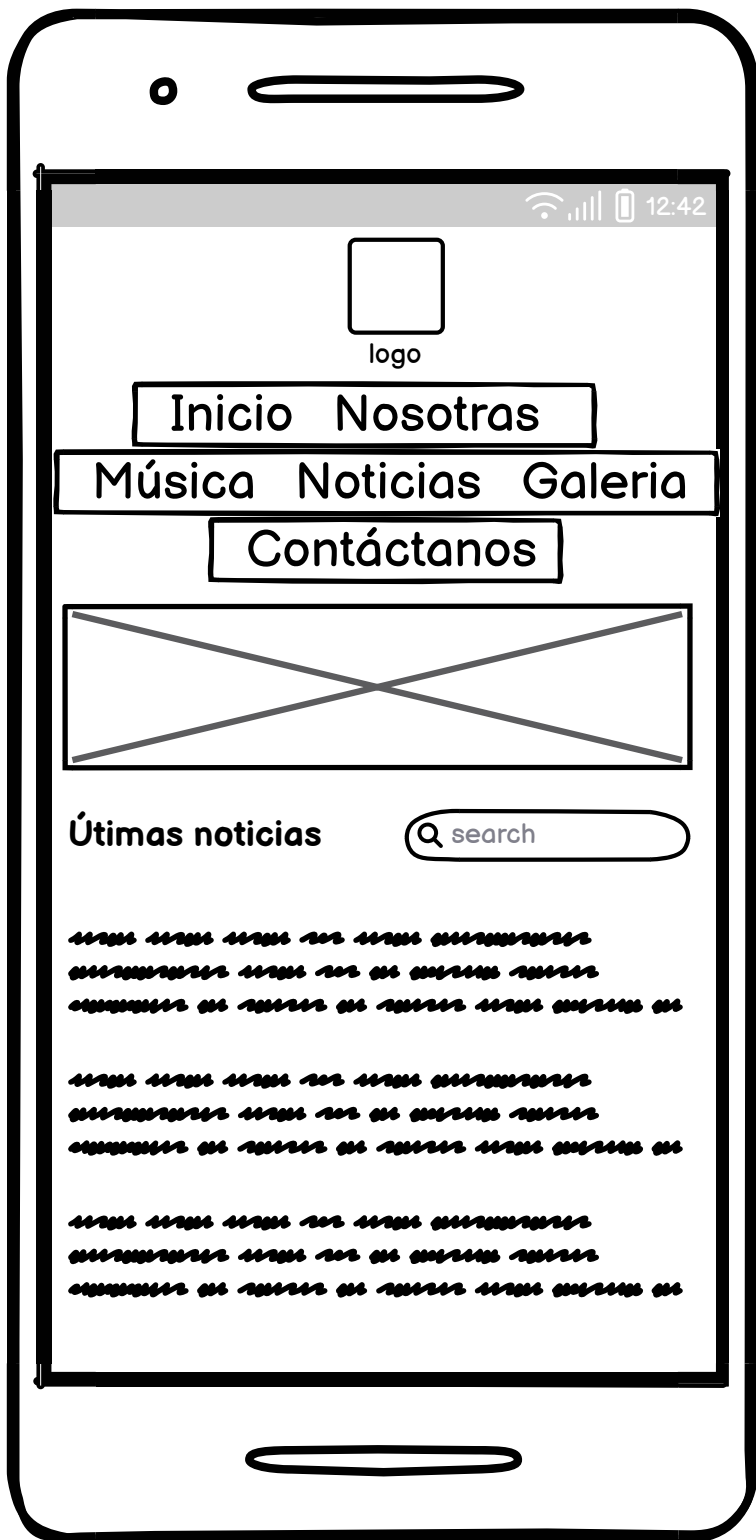 12:42
logo
Inicio Nosotras
Música Noticias Galeria
Contáctanos
Útimas noticias search